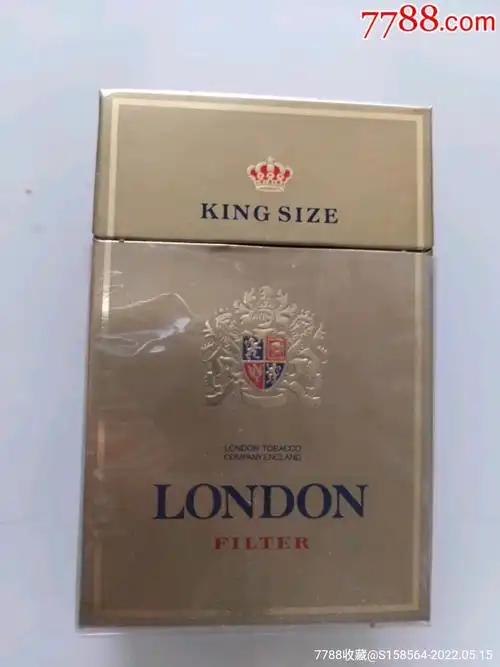 7788.com
KING SIZE
LONDON TOBACCO
COMPANY.ENGLAND
LONDON
FILTER
7788收藏@S158564-2022.05.15